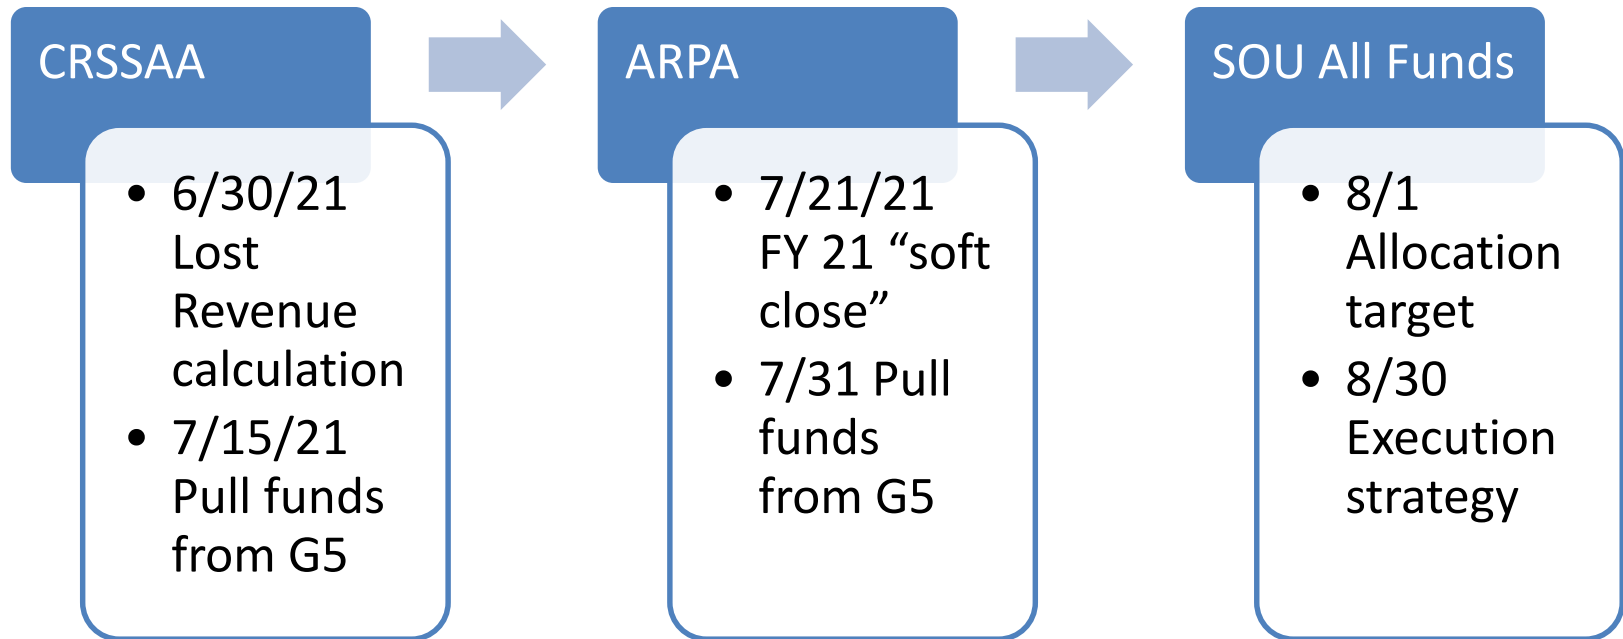 CRSSAA
• 6/30/21
Lost
Revenue
calculation
• 7/15/21
Pull funds
from G5
ARPA
• 7/21/21
FY 21 “soft
close”
• 7/31 Pull
funds
from G5
SOU All Funds
• 8/1
Allocation
target
• 8/30
Execution
strategy